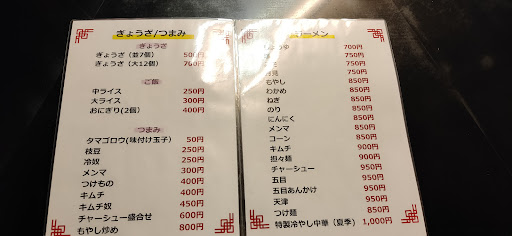 ぎょうざ/つまみ
ぎょうざ
ぎょうざ（並7個） 500円
ぎょうざ（大12個） 700円
ご飯
中ライス 250円
大ライス 300円
おにぎり(2個) 400円
つまみ
タマゴロウ(味付け玉子) 50円
枝豆 250円
冷奴 250円
メンマ 300円
つけもの 400円
キムチ 400円
キムチ奴 450円
チャーシュー盛合せ 600円
もやし炒め 800円
ーメン
700円
750円
750円
もやし 850円
わかめ 850円
ねぎ 850円
のり 850円
にんにく 850円
メンマ 850円
コーン 850円
キムチ 900円
担々麺 900円
チャーシュー 950円
五目 950円
五目あんかけ 950円
天津 950円
つけ麺 850円
特製冷やし中華（夏季） 1,000円